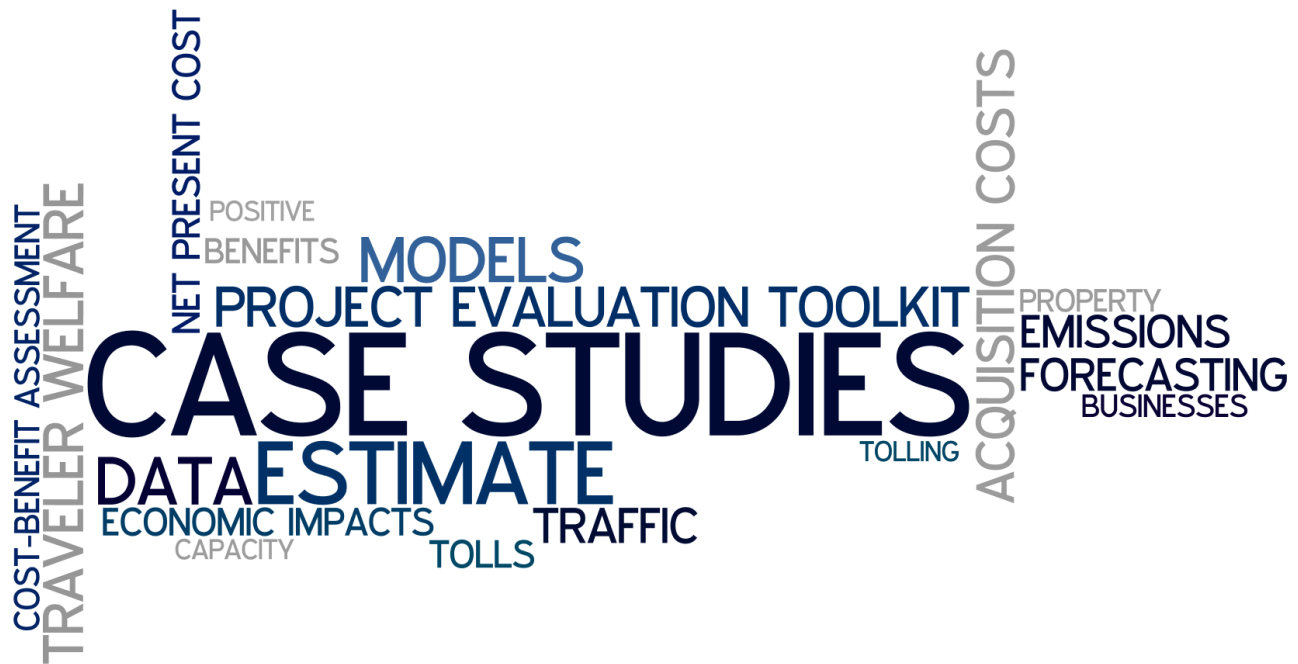 COST-BENEFIT ASSESSMENT
TRAVELER WELFARE
NET PRESENT COST
POSITIVE
BENEFITS
MODELS
PROJECT EVALUATION TOOLKIT
CASE STUDIES
DATA
ESTIMATE
ECONOMIC IMPACTS
TRAFFIC
CAPACITY
TOLLS
TOLLING
ACQUISITION COSTS
PROPERTY
EMISSIONS
FORECASTING
BUSINESSES